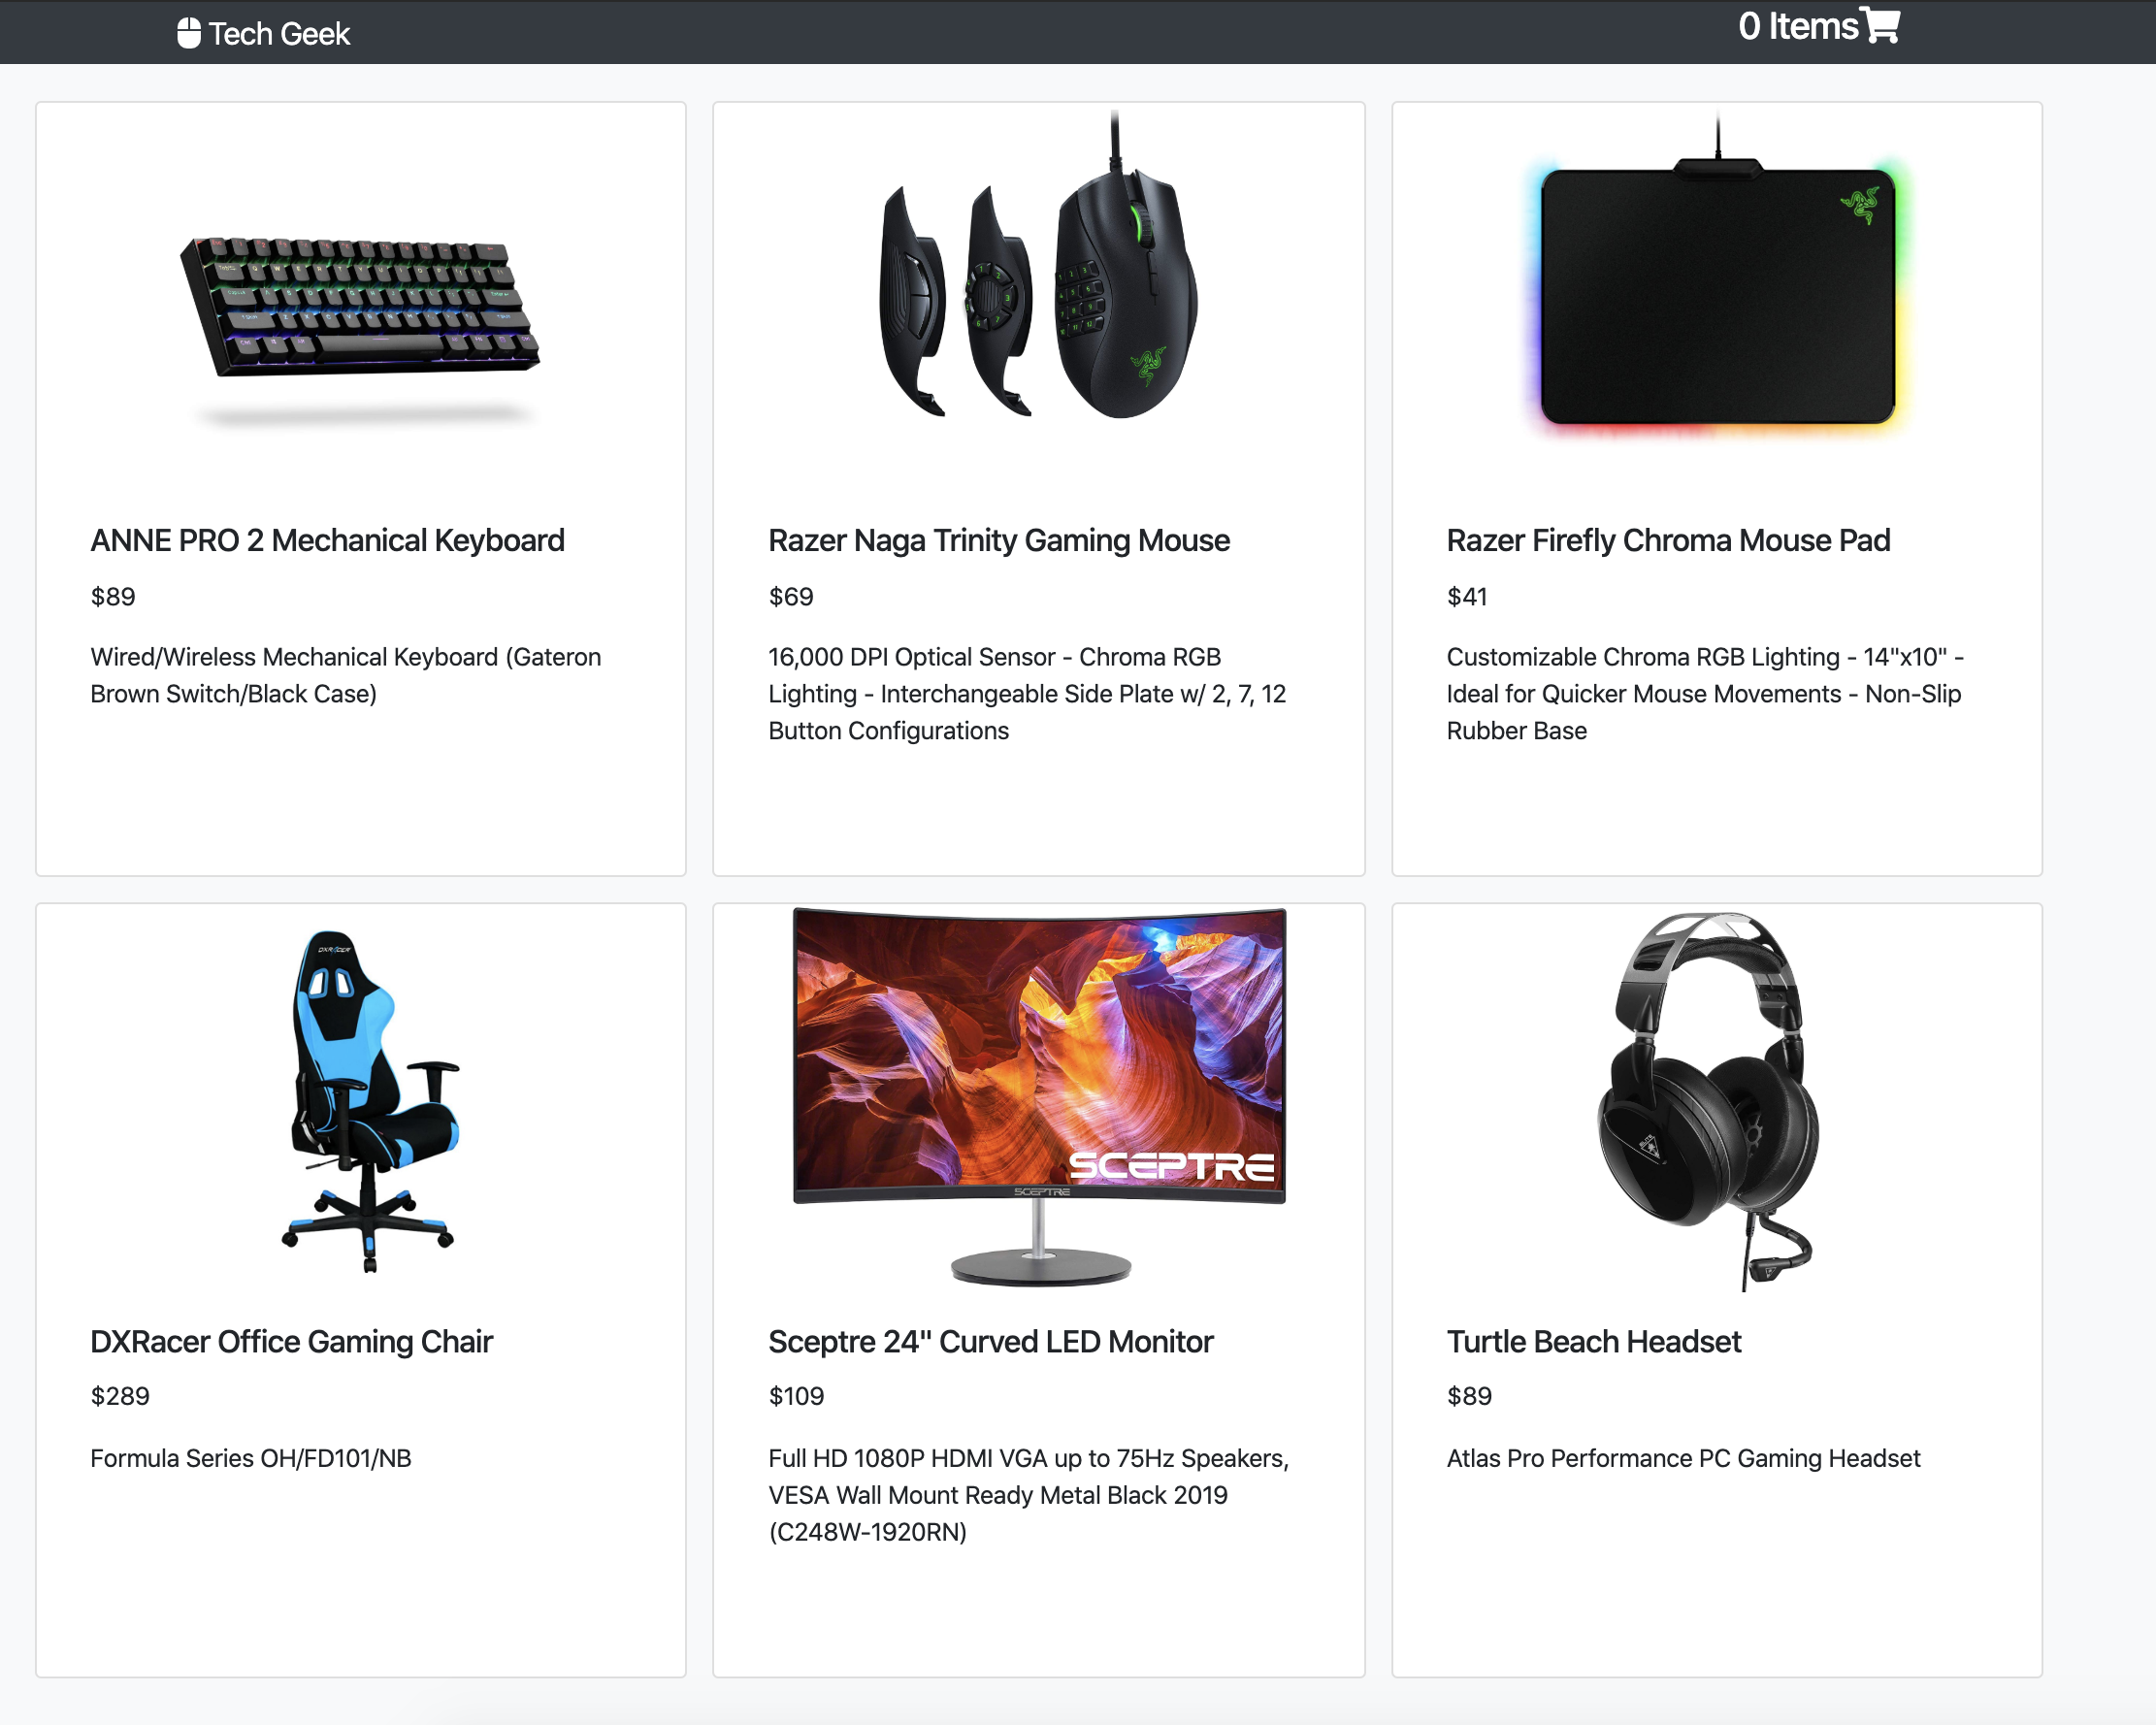 Tech Geek
0 Items
ANNE PRO 2 Mechanical Keyboard
$89
Wired/Wireless Mechanical Keyboard (Gateron
Brown Switch/Black Case)
Razer Naga Trinity Gaming Mouse
$69
16,000 DPI Optical Sensor - Chroma RGB
Lighting - Interchangeable Side Plate w/ 2, 7, 12
Button Configurations
Razer Firefly Chroma Mouse Pad
$41
Customizable Chroma RGB Lighting - 14"x10" -
Ideal for Quicker Mouse Movements - Non-Slip
Rubber Base
DXRACER
DXRacer Office Gaming Chair
$289
Formula Series OH/FD101/NB
SCEPTRE
SCEPTRE
Sceptre 24" Curved LED Monitor
$109
Full HD 1080P HDMI VGA up to 75Hz Speakers,
VESA Wall Mount Ready Metal Black 2019
(C248W-1920RN)
ELITE
Turtle Beach Headset
$89
Atlas Pro Performance PC Gaming Headset